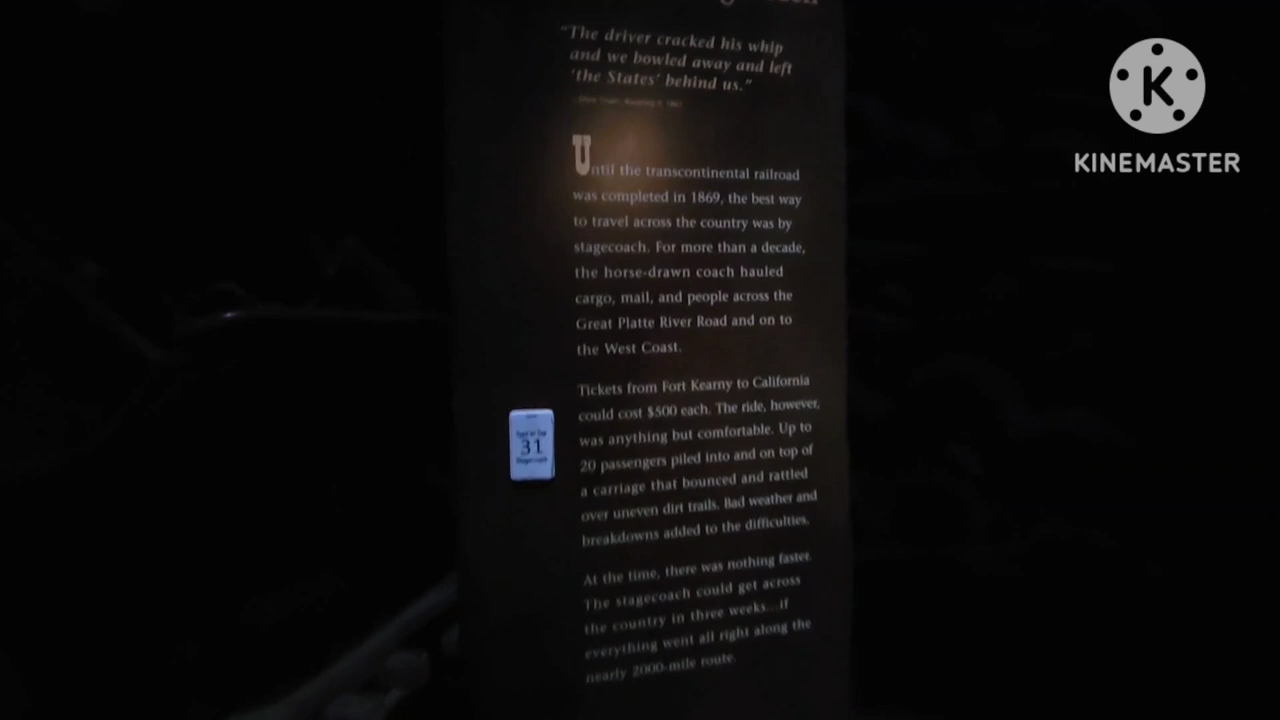 "The driver cracked his whip
and we bowled away and left
'the States' behind us."
Until the transcontinental railroad
was completed in 1869, the best way
to travel across the country was by
stagecoach. For more than a decade,
the horse-drawn coach hauled
cargo, mail, and people across the
Great Platte River Road and on to
the West Coast.
Tickets from Fort Kearny to California
could cost $500 each. The ride, however,
was anything but comfortable. Up to
20 passengers piled into and on top of
a carriage that bounced and rattled
over uneven dirt trails. Bad weather and
breakdowns added to the difficulties.
At the time, there was nothing faster.
The stagecoach could get across
the country in three weeks...if
everything went all right along the
nearly 2000-mile route.
31
K
KINEMASTER